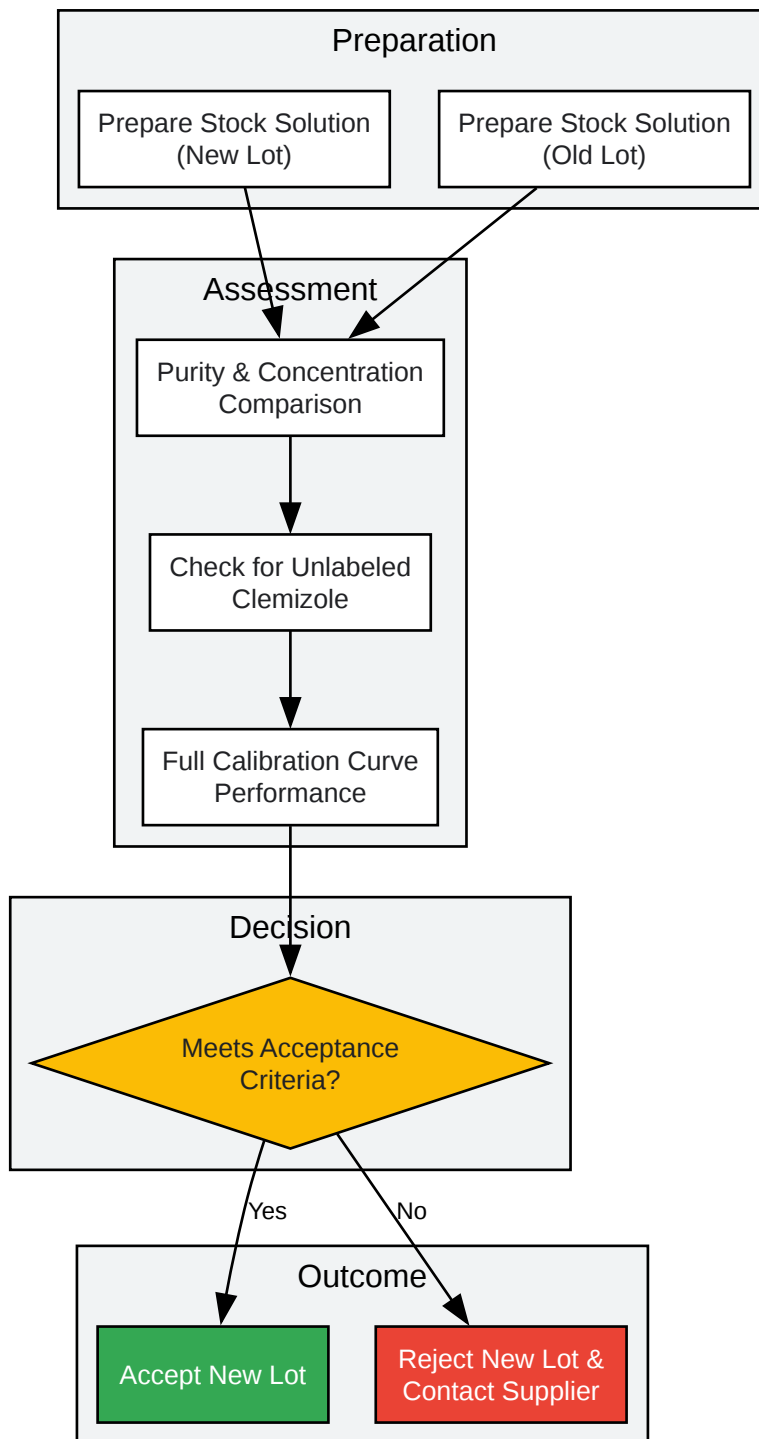 Preparation
Prepare Stock Solution
(New Lot)
Prepare Stock Solution
(Old Lot)
Assessment
Purity & Concentration
Comparison
Check for Unlabeled
Clemizole
Full Calibration Curve
Performance
Decision
Meets Acceptance
Criteria?
Yes
No
Outcome
Accept New Lot
Reject New Lot &
Contact Supplier